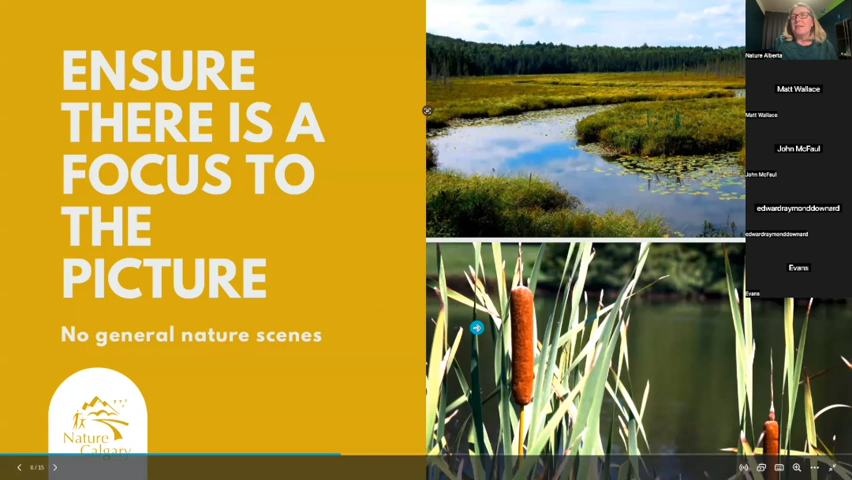 ENSURE
THERE IS A
FOCUS TO
THE
PICTURE
No general nature scenes
Nature
Calgary
Nature Alberta
Matt Wallace
Matt Wallace
John McFaul
John McFaul
edwardraymonddownard
edwardraymonddownard
Evans
Evans
8 / 15